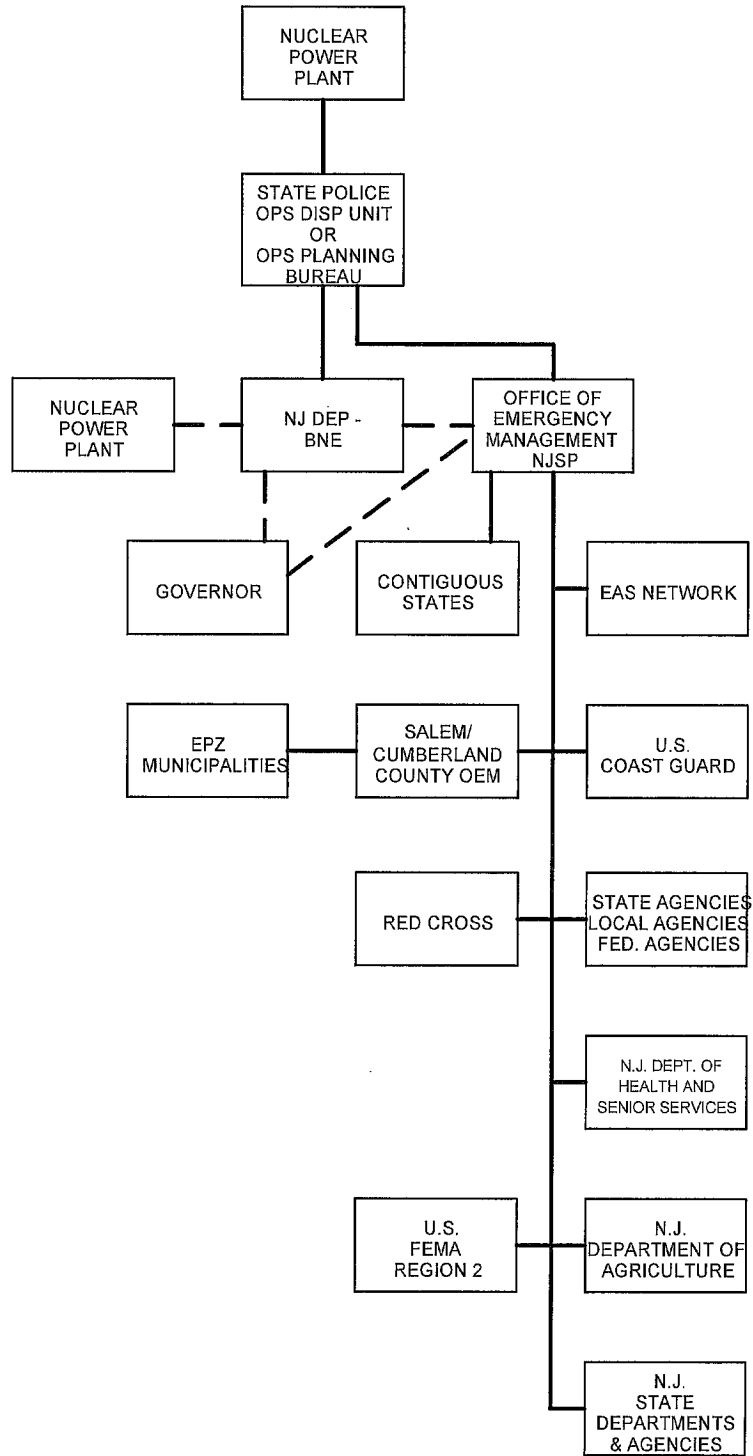 NUCLEAR
POWER
PLANT
STATE POLICE
OPS DISP UNIT
OR
OPS PLANNING
BUREAU
NUCLEAR
POWER
PLANT
NJ DEP -
BNE
OFFICE OF
EMERGENCY
MANAGEMENT
NJSP
GOVERNOR
CONTIGUOUS
STATES
EAS NETWORK
EPZ
MUNICIPALITIES
SALEM/
CUMBERLAND
COUNTY OEM
U.S.
COAST GUARD
RED CROSS
STATE AGENCIES
LOCAL AGENCIES
FED. AGENCIES
N.J. DEPT. OF
HEALTH AND
SENIOR SERVICES
U.S.
FEMA
REGION 2
N.J.
DEPARTMENT OF
AGRICULTURE
N.J.
STATE
DEPARTMENTS
& AGENCIES